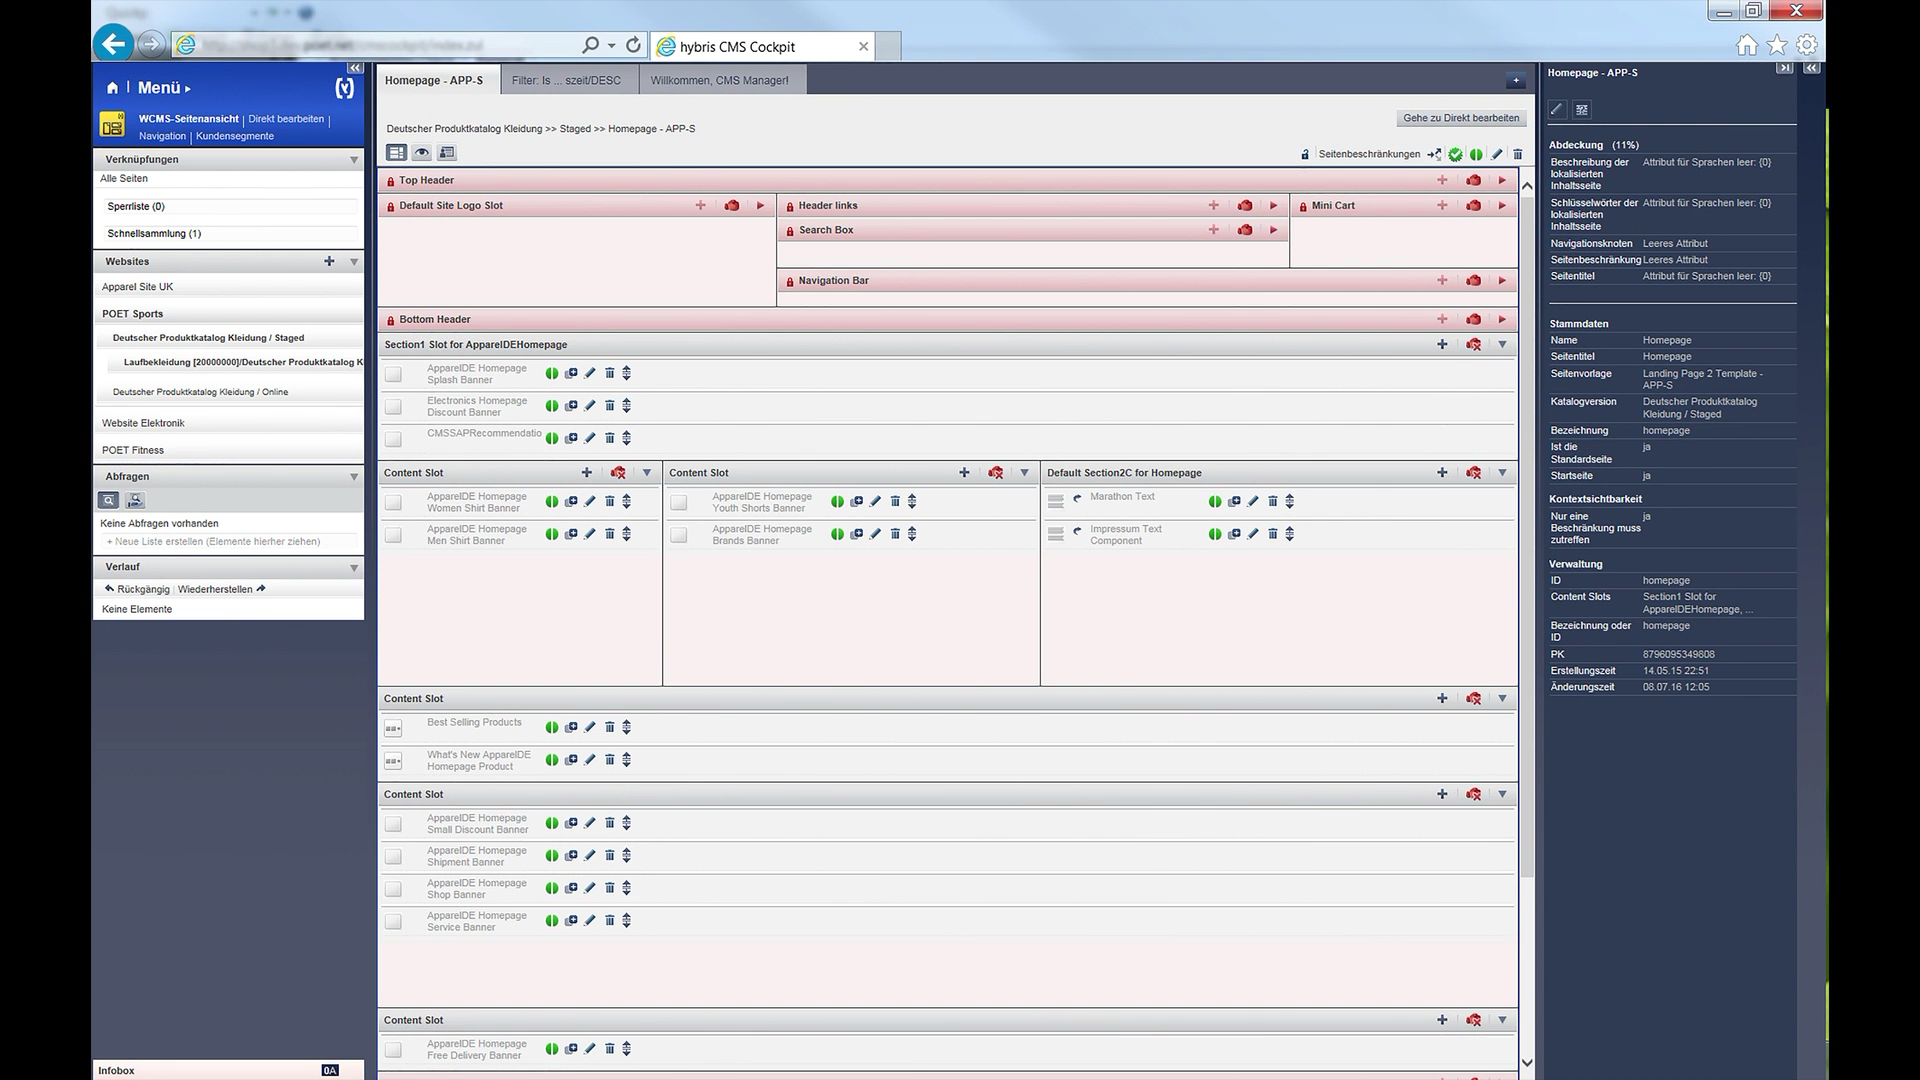 hybris CMS Cockpit
Menü
WCMS-Seitenansicht | Direkt bearbeiten |
Navigation | Kundensegmente
Verknüpfungen
Alle Seiten
Sperrliste (0)
Schnellsammlung (1)
Websites
Apparel Site UK
POET Sports
Deutscher Produktkatalog Kleidung / Staged
Laufbekleidung [20000000]/Deutscher Produktkatalog K
Deutscher Produktkatalog Kleidung / Online
Website Elektronik
POET Fitness
Abfragen
Keine Abfragen vorhanden
+ Neue Liste erstellen (Elemente hierher ziehen)
Verlauf
Rückgängig | Wiederherstellen
Keine Elemente
Infobox
0A
Homepage - APP-S
Filter: Is ... szeit/DESC
Willkommen, CMS Manager!
Gehe zu Direkt bearbeiten
Deutscher Produktkatalog Kleidung >> Staged >> Homepage - APP-S
Seitenbeschränkungen
Top Header
Default Site Logo Slot
Header links
Mini Cart
Search Box
Navigation Bar
Bottom Header
Section1 Slot for ApparelDEHomepage
ApparelDE Homepage
Splash Banner
Electronics Homepage
Discount Banner
CMSSAPRecommendatio
Content Slot
ApparelDE Homepage
Women Shirt Banner
ApparelDE Homepage
Men Shirt Banner
Content Slot
ApparelDE Homepage
Youth Shorts Banner
ApparelDE Homepage
Brands Banner
Default Section2C for Homepage
Marathon Text
Impressum Text
Component
Content Slot
Best Selling Products
What's New ApparelDE
Homepage Product
Content Slot
ApparelDE Homepage
Small Discount Banner
ApparelDE Homepage
Shipment Banner
ApparelDE Homepage
Shop Banner
ApparelDE Homepage
Service Banner
Content Slot
ApparelDE Homepage
Free Delivery Banner
Homepage - APP-S
Abdeckung (11%)
Beschreibung der lokalisierten Inhaltsseite Attribut für Sprachen leer: {0}
Schlüsselwörter der lokalisierten Inhaltsseite Attribut für Sprachen leer: {0}
Navigationsknoten Leeres Attribut
Seitenbeschränkung Leeres Attribut
Seitentitel Attribut für Sprachen leer: {0}
Stammdaten
Name Homepage
Seitentitel Homepage
Seitenvorlage Landing Page 2 Template - APP-S
Katalogversion Deutscher Produktkatalog Kleidung / Staged
Bezeichnung homepage
Ist die Standardseite ja
Startseite ja
Kontextsichtbarkeit
Nur eine Beschränkung muss zutreffen ja
Verwaltung
ID homepage
Content Slots Section1 Slot for ApparelDEHomepage, ...
Bezeichnung oder ID homepage
PK 8796095349808
Erstellungszeit 14.05.15 22:51
Änderungszeit 08.07.16 12:05